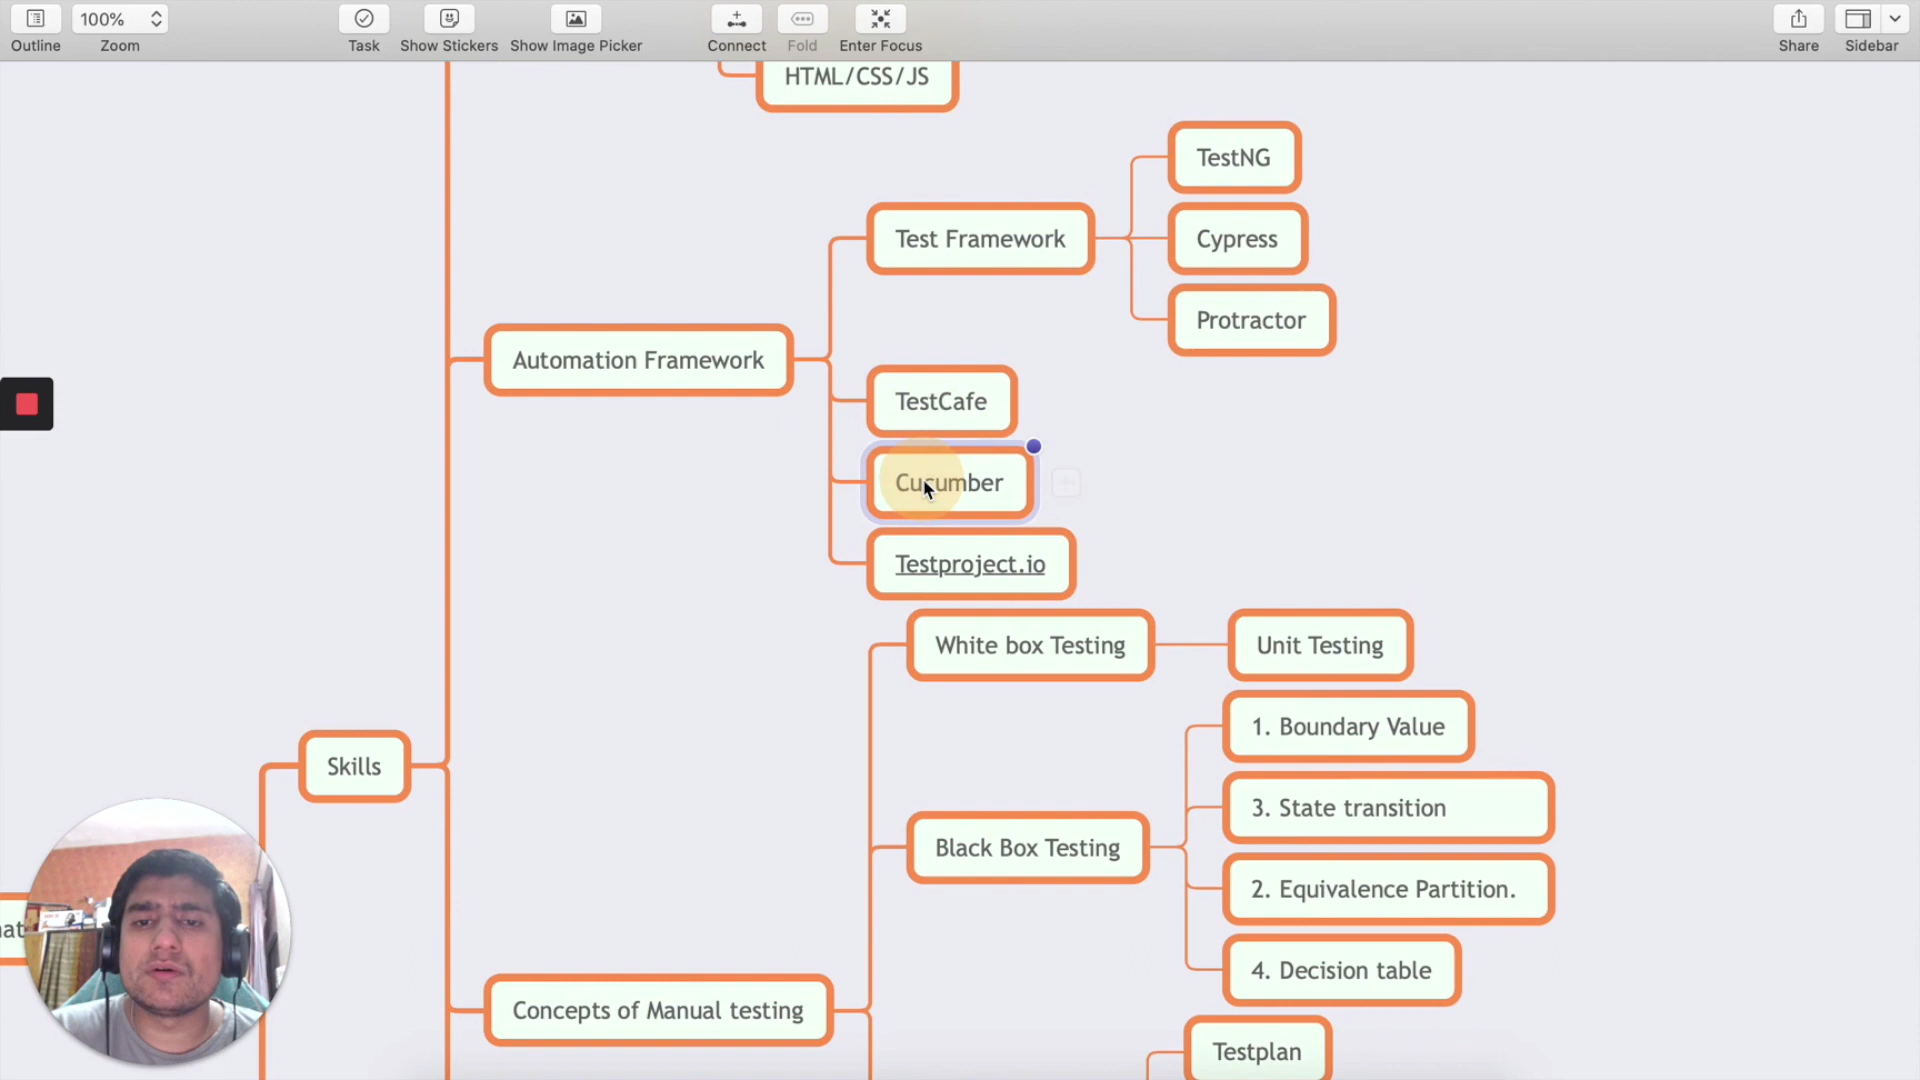 100%
Outline
Zoom
Task
Show Stickers
Show Image Picker
Connect
Fold
Enter Focus
Share
Sidebar
HTML/CSS/JS
TestNG
Test Framework
Cypress
Protractor
Automation Framework
TestCafe
Cucumber
Testproject.io
White box Testing
Unit Testing
1. Boundary Value
Skills
3. State transition
Black Box Testing
2. Equivalence Partition.
4. Decision table
Concepts of Manual testing
Testplan